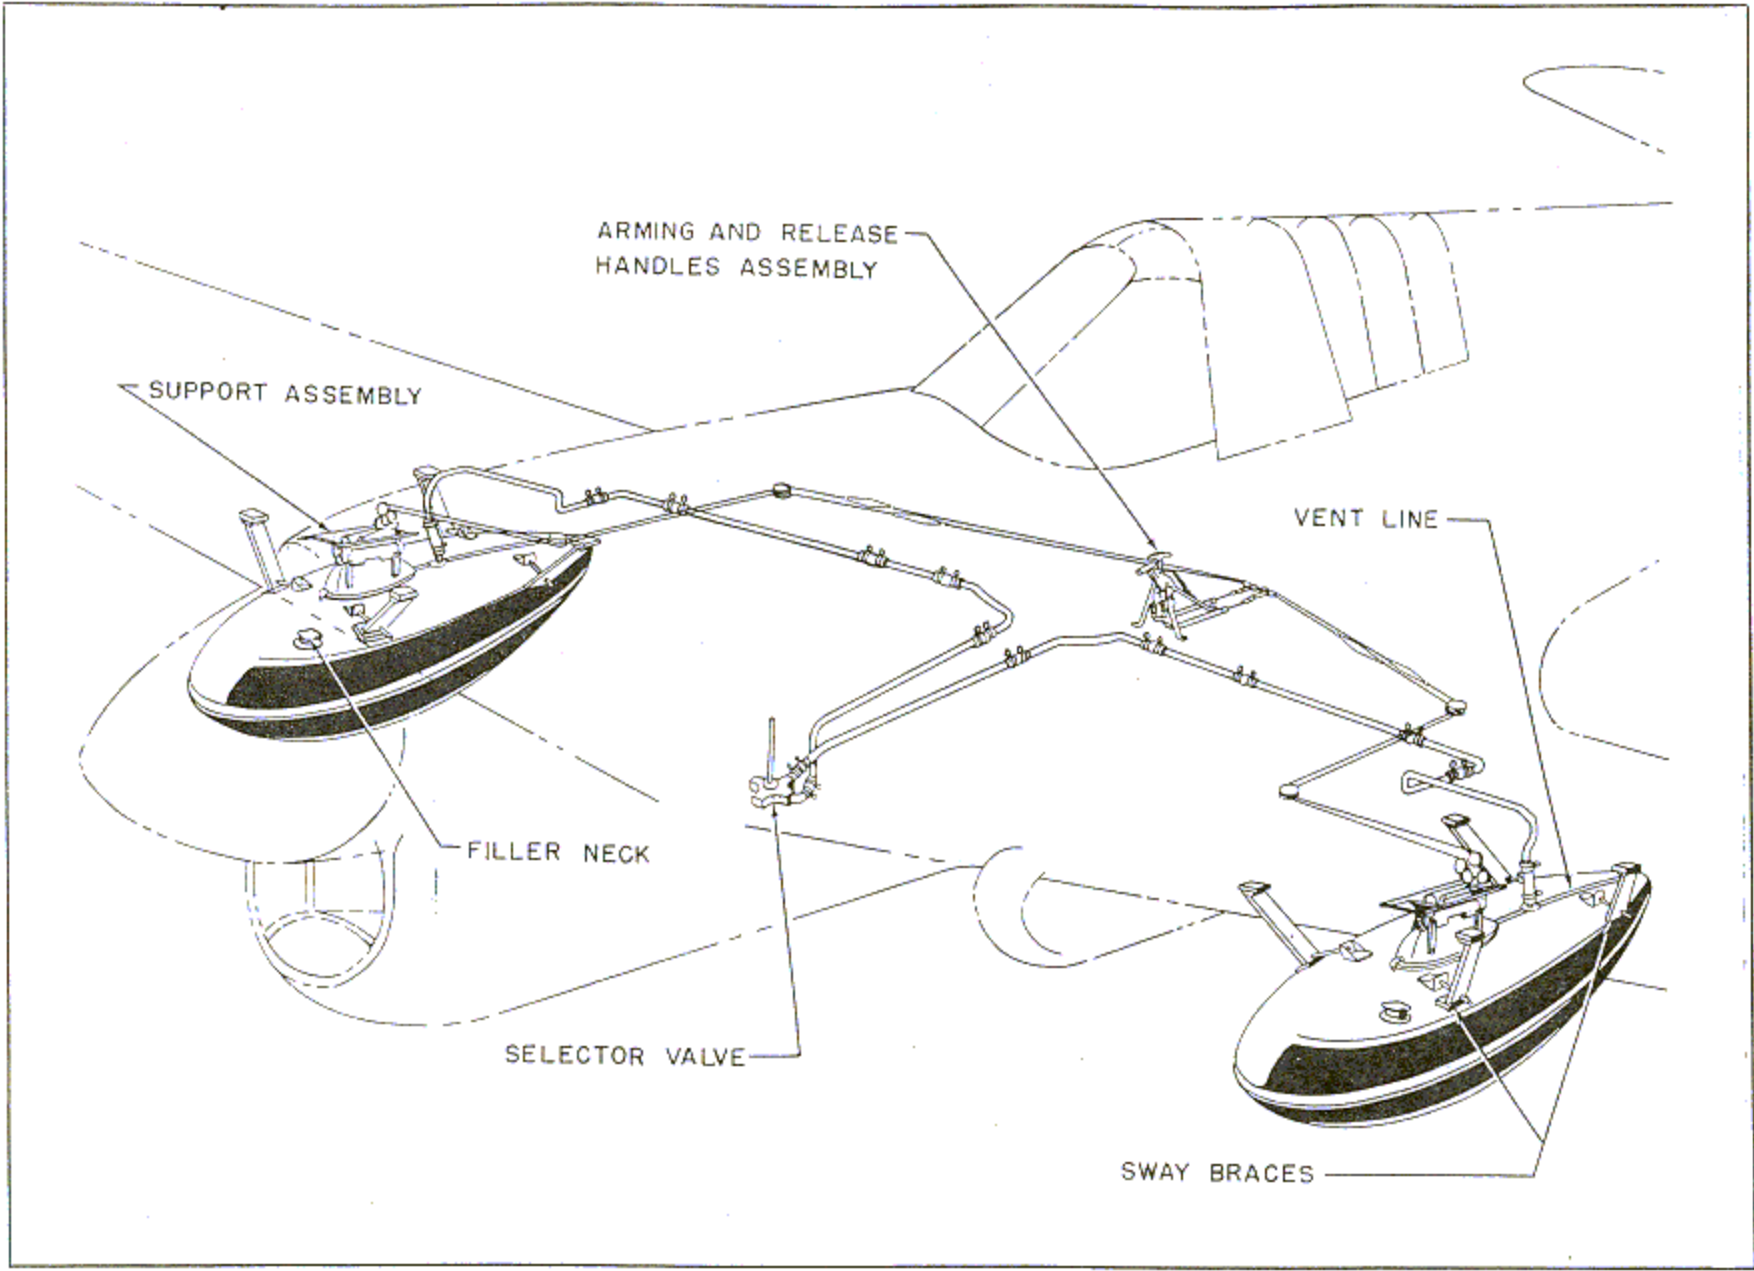 ARMING AND RELEASE
HANDLES ASSEMBLY
SUPPORT ASSEMBLY
VENT LINE
FILLER NECK
SELECTOR VALVE
SWAY BRACES